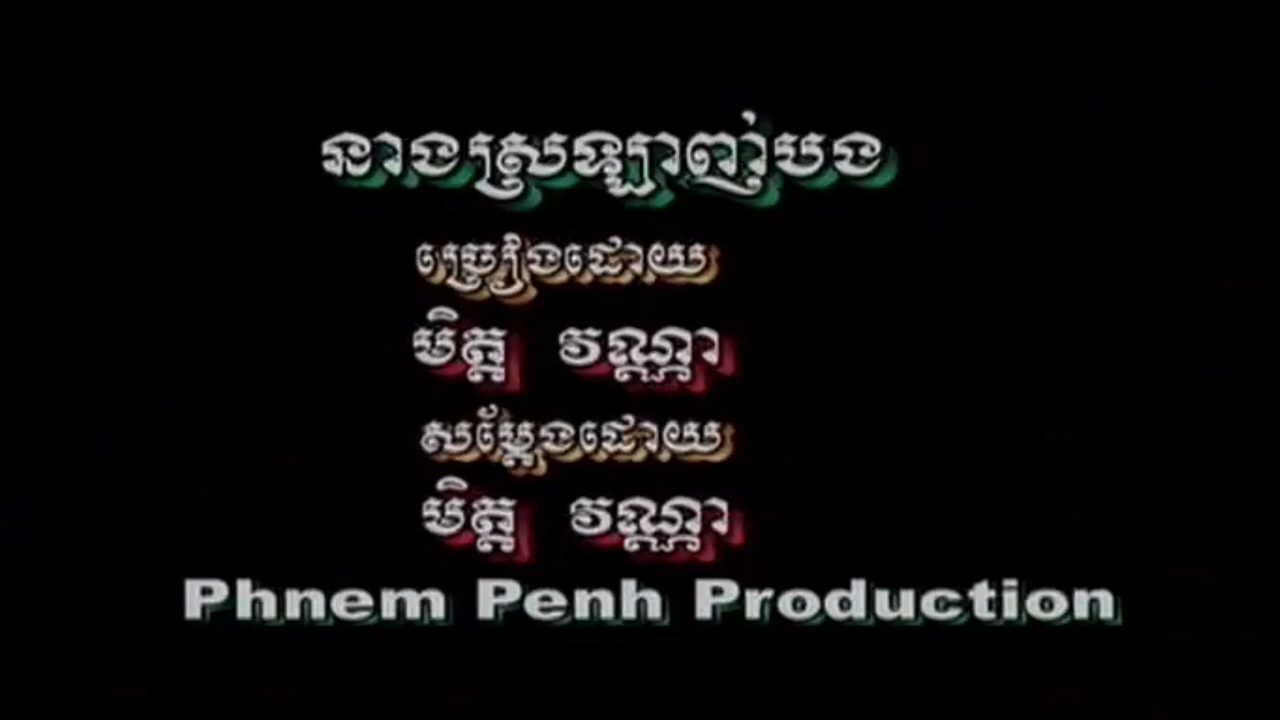 នាងស្រឡាញ់បង
ច្រៀងដោយ
មិត្ត វណ្ណា
សម្តែងដោយ
មិត្ត វណ្ណា
Phnem Penh Production